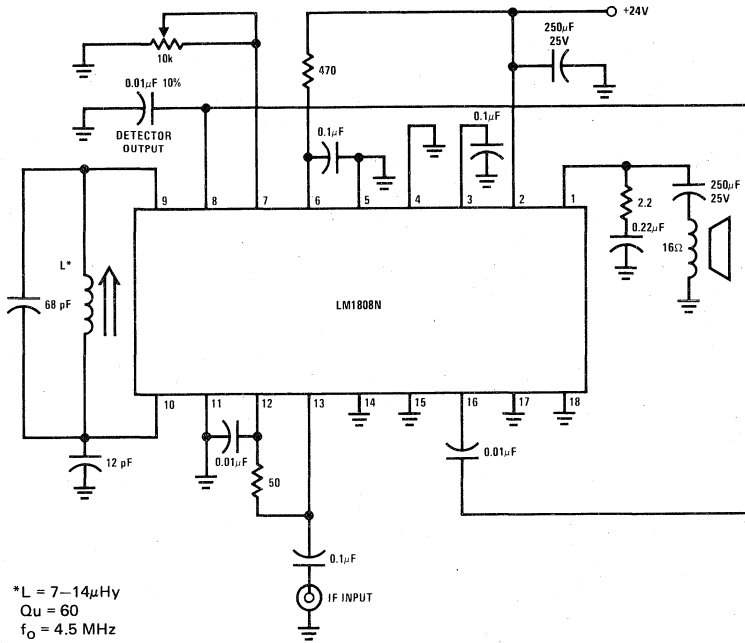 +24V
250μF
25V
10k
470
0.01μF 10%
DETECTOR
OUTPUT
0.1μF
0.1μF
9
8
7
6
5
4
3
2
1
2.2
250μF
25V
0.22μF
16Ω
L*
68 pF
LM1808N
10
11
12
13
14
15
16
17
18
0.01μF
0.01μF
12 pF
50
0.1μF
IF INPUT
*L = 7–14μHy
Qu = 60
fo = 4.5 MHz